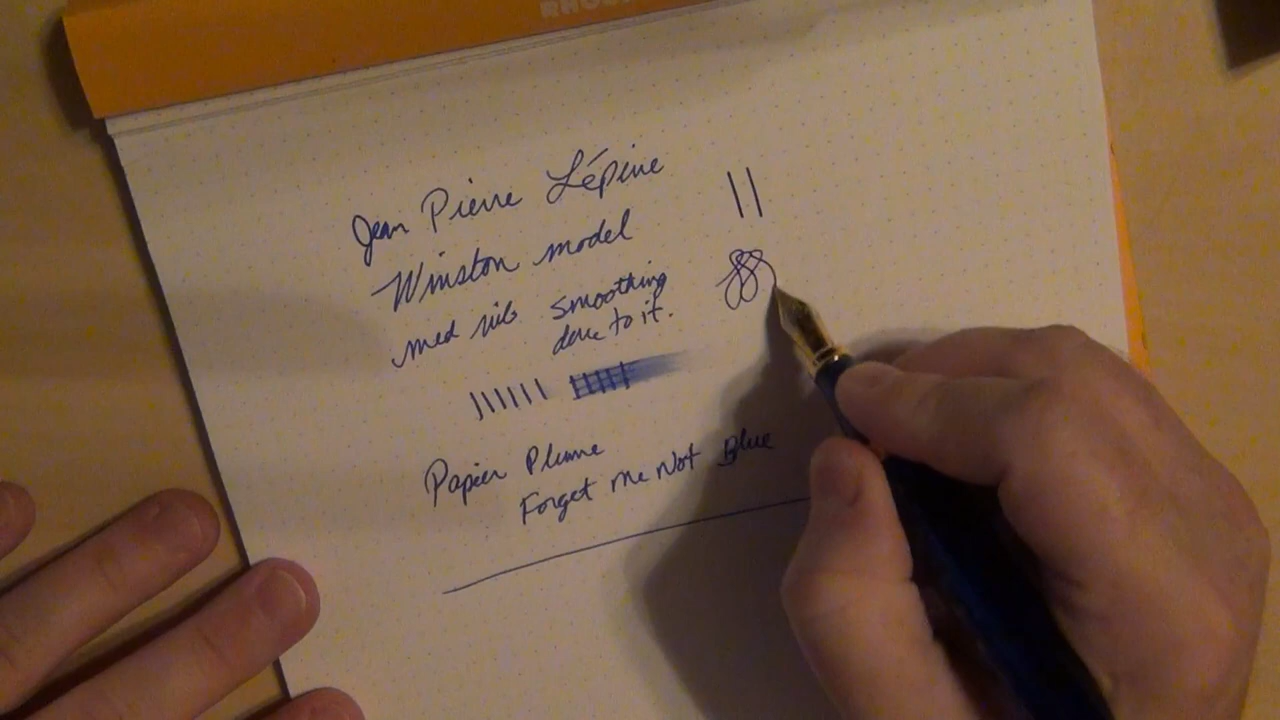 Jean Pierre Lépine
Winston model
med nib smoothing
done to it.
Papier Plume
Forget me Not Blue